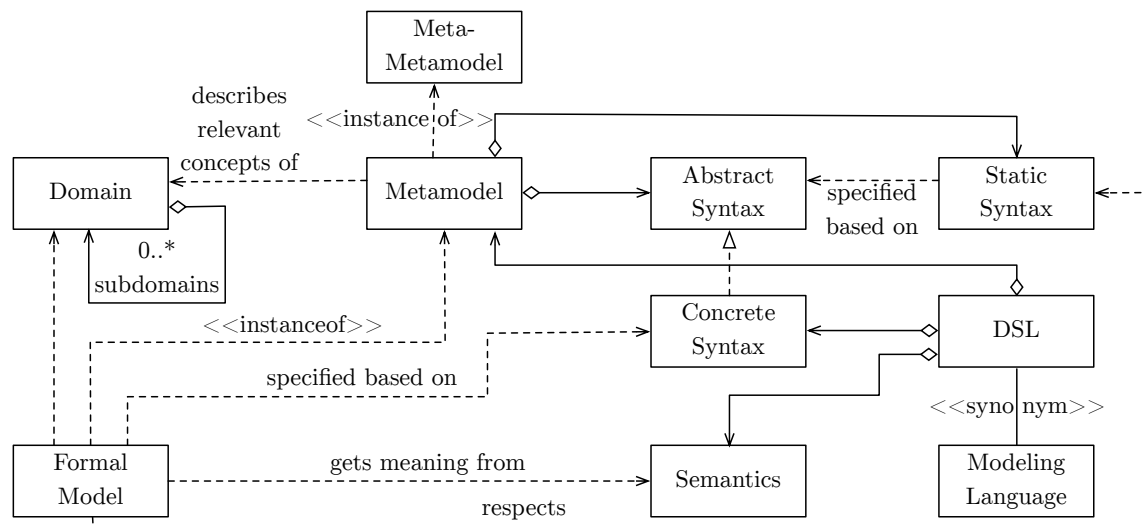 Meta-
Metamodel
describes
relevant
concepts of
<<instance of>>
Domain
Metamodel
Abstract
Syntax
specified
based on
Static
Syntax
0..*
subdomains
<<instanceof>>
Concrete
Syntax
DSL
specified based on
<<syno nym>>
Formal
Model
gets meaning from
Semantics
Modeling
Language
respects